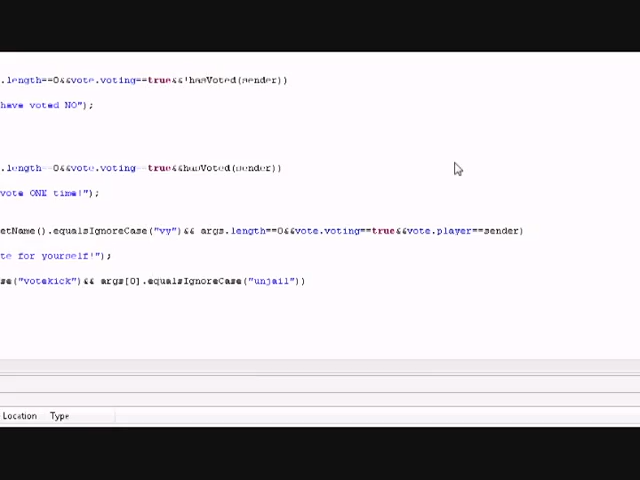 .length==0&&vote.voting==true&&!hasVoted(sender))
have voted NO");
.length==0&&vote.voting==true&&hasVoted(sender))
vote ONE time!");
etName().equalsIgnoreCase("vy")&& args.length==0&&vote.voting==true&&vote.player==sender)
te for yourself!");
se("votekick")&& args[0].equalsIgnoreCase("unjail"))
Location Type